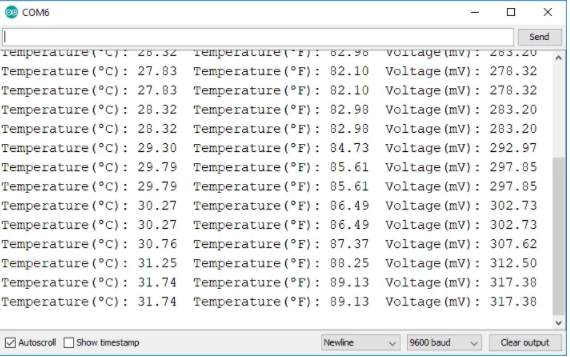 COM6
Send
Temperature(°C): 28.32 Temperature(°F): 82.98 Voltage(mV): 283.20
Temperature(°C): 27.83 Temperature(°F): 82.10 Voltage(mV): 278.32
Temperature(°C): 27.83 Temperature(°F): 82.10 Voltage(mV): 278.32
Temperature(°C): 28.32 Temperature(°F): 82.98 Voltage(mV): 283.20
Temperature(°C): 28.32 Temperature(°F): 82.98 Voltage(mV): 283.20
Temperature(°C): 29.30 Temperature(°F): 84.73 Voltage(mV): 292.97
Temperature(°C): 29.79 Temperature(°F): 85.61 Voltage(mV): 297.85
Temperature(°C): 29.79 Temperature(°F): 85.61 Voltage(mV): 297.85
Temperature(°C): 30.27 Temperature(°F): 86.49 Voltage(mV): 302.73
Temperature(°C): 30.27 Temperature(°F): 86.49 Voltage(mV): 302.73
Temperature(°C): 30.76 Temperature(°F): 87.37 Voltage(mV): 307.62
Temperature(°C): 31.25 Temperature(°F): 88.25 Voltage(mV): 312.50
Temperature(°C): 31.74 Temperature(°F): 89.13 Voltage(mV): 317.38
Temperature(°C): 31.74 Temperature(°F): 89.13 Voltage(mV): 317.38
Autoscroll Show timestamp Newline 9600 baud Clear output